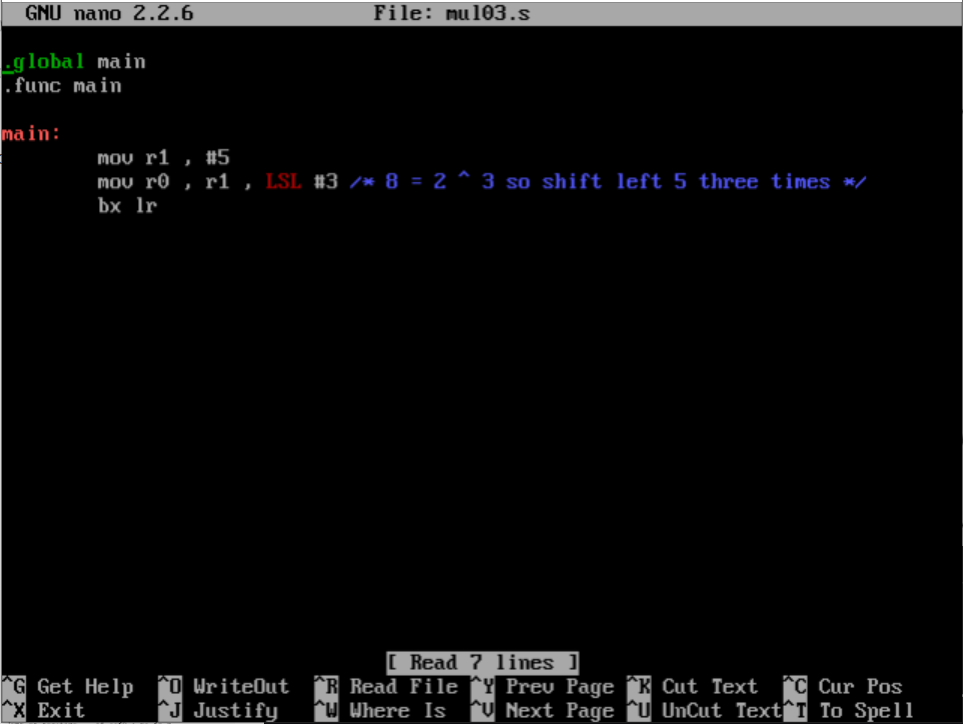 GNU nano 2.2.6 File: mul03.s
.global main
.func main
main:
mov r1 , #5
mov r0 , r1 , LSL #3 /* 8 = 2 ^ 3 so shift left 5 three times */
bx lr
[ Read 7 lines ]
^G Get Help ^O WriteOut ^R Read File ^Y Prev Page ^K Cut Text ^C Cur Pos
^X Exit ^J Justify ^W Where Is ^V Next Page ^U UnCut Text ^T To Spell